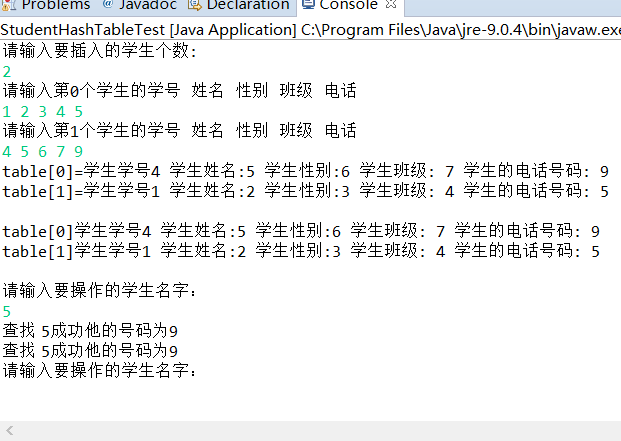 Problems @ Javadoc Declaration Console
StudentHashTableTest [Java Application] C:\Program Files\Java\jre-9.0.4\bin\javaw.exe
请输入要插入的学生个数:
2
请输入第0个学生的学号 姓名 性别 班级 电话
1 2 3 4 5
请输入第1个学生的学号 姓名 性别 班级 电话
4 5 6 7 9
table[0]=学生学号4 学生姓名:5 学生性别:6 学生班级: 7 学生的电话号码: 9
table[1]=学生学号1 学生姓名:2 学生性别:3 学生班级: 4 学生的电话号码: 5
table[0]学生学号4 学生姓名:5 学生性别:6 学生班级: 7 学生的电话号码: 9
table[1]学生学号1 学生姓名:2 学生性别:3 学生班级: 4 学生的电话号码: 5
请输入要操作的学生名字:
5
查找 5成功他的号码为9
查找 5成功他的号码为9
请输入要操作的学生名字: